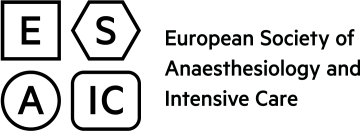 E S
A IC
European Society of
Anaesthesiology and
Intensive Care